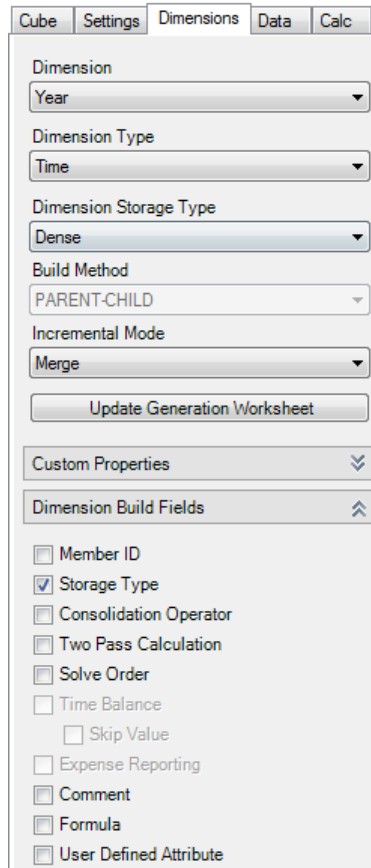 Cube Settings Dimensions Data Calc
Dimension
Year
Dimension Type
Time
Dimension Storage Type
Dense
Build Method
PARENT-CHILD
Incremental Mode
Merge
Update Generation Worksheet
Custom Properties
Dimension Build Fields
Member ID
Storage Type
Consolidation Operator
Two Pass Calculation
Solve Order
Time Balance
Skip Value
Expense Reporting
Comment
Formula
User Defined Attribute